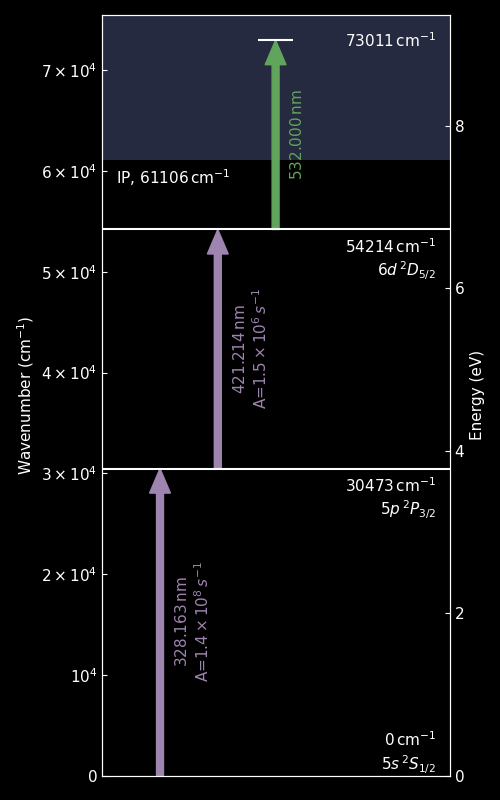 73011 cm⁻¹
7 × 10⁴
8
532.000 nm
6 × 10⁴
IP, 61106 cm⁻¹
54214 cm⁻¹
6d ²D₅/₂
5 × 10⁴
6
421.214 nm
A=1.5 × 10⁶ s⁻¹
4 × 10⁴
Wavenumber (cm⁻¹)
Energy (eV)
4
3 × 10⁴
30473 cm⁻¹
5p ²P₃/₂
328.163 nm
A=1.4 × 10⁸ s⁻¹
2 × 10⁴
2
10⁴
0 cm⁻¹
5s ²S₁/₂
0
0